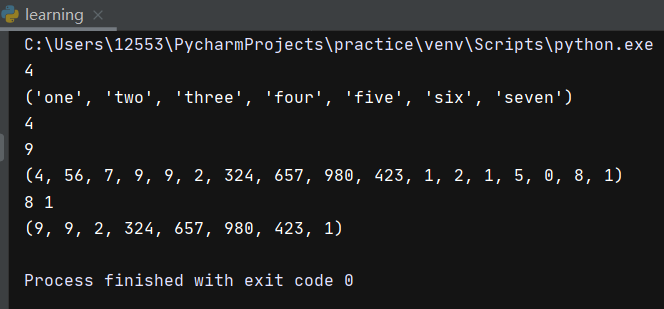 learning ×
C:\Users\12553\PycharmProjects\practice\venv\Scripts\python.exe
4
('one', 'two', 'three', 'four', 'five', 'six', 'seven')
4
9
(4, 56, 7, 9, 9, 2, 324, 657, 980, 423, 1, 2, 1, 5, 0, 8, 1)
8 1
(9, 9, 2, 324, 657, 980, 423, 1)
Process finished with exit code 0